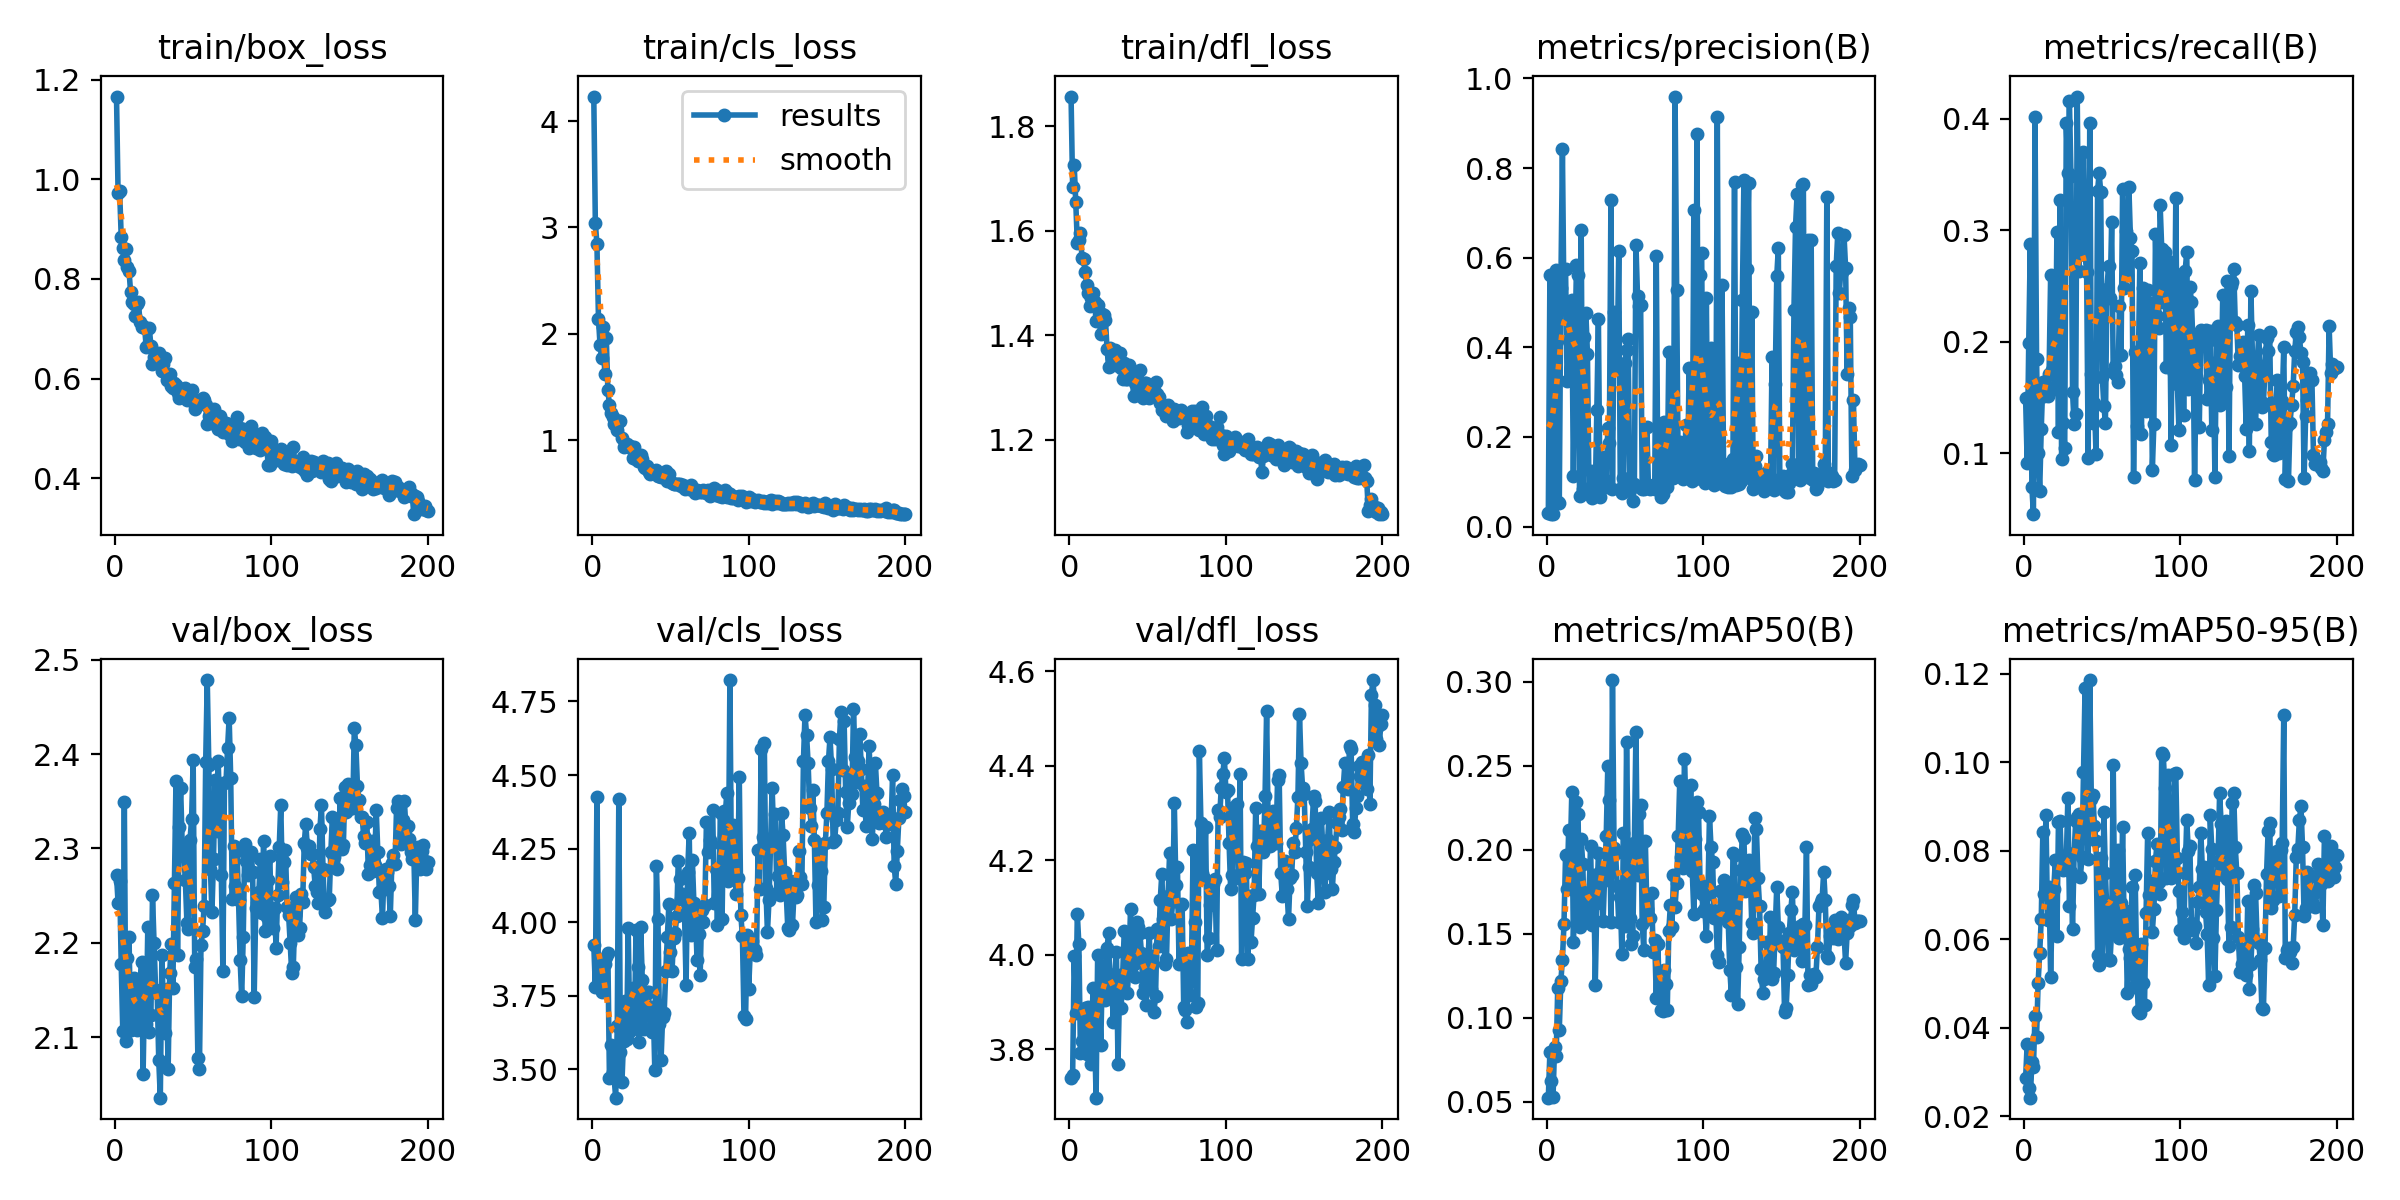 train/box_loss
1.2
1.0
0.8
0.6
0.4
0 100 200
train/cls_loss
results
smooth
4
3
2
1
0 100 200
train/dfl_loss
1.8
1.6
1.4
1.2
0 100 200
metrics/precision(B)
1.0
0.8
0.6
0.4
0.2
0.0
0 100 200
metrics/recall(B)
0.4
0.3
0.2
0.1
0 100 200
val/box_loss
2.5
2.4
2.3
2.2
2.1
0 100 200
val/cls_loss
4.75
4.50
4.25
4.00
3.75
3.50
0 100 200
val/dfl_loss
4.6
4.4
4.2
4.0
3.8
0 100 200
metrics/mAP50(B)
0.30
0.25
0.20
0.15
0.10
0.05
0 100 200
metrics/mAP50-95(B)
0.12
0.10
0.08
0.06
0.04
0.02
0 100 200